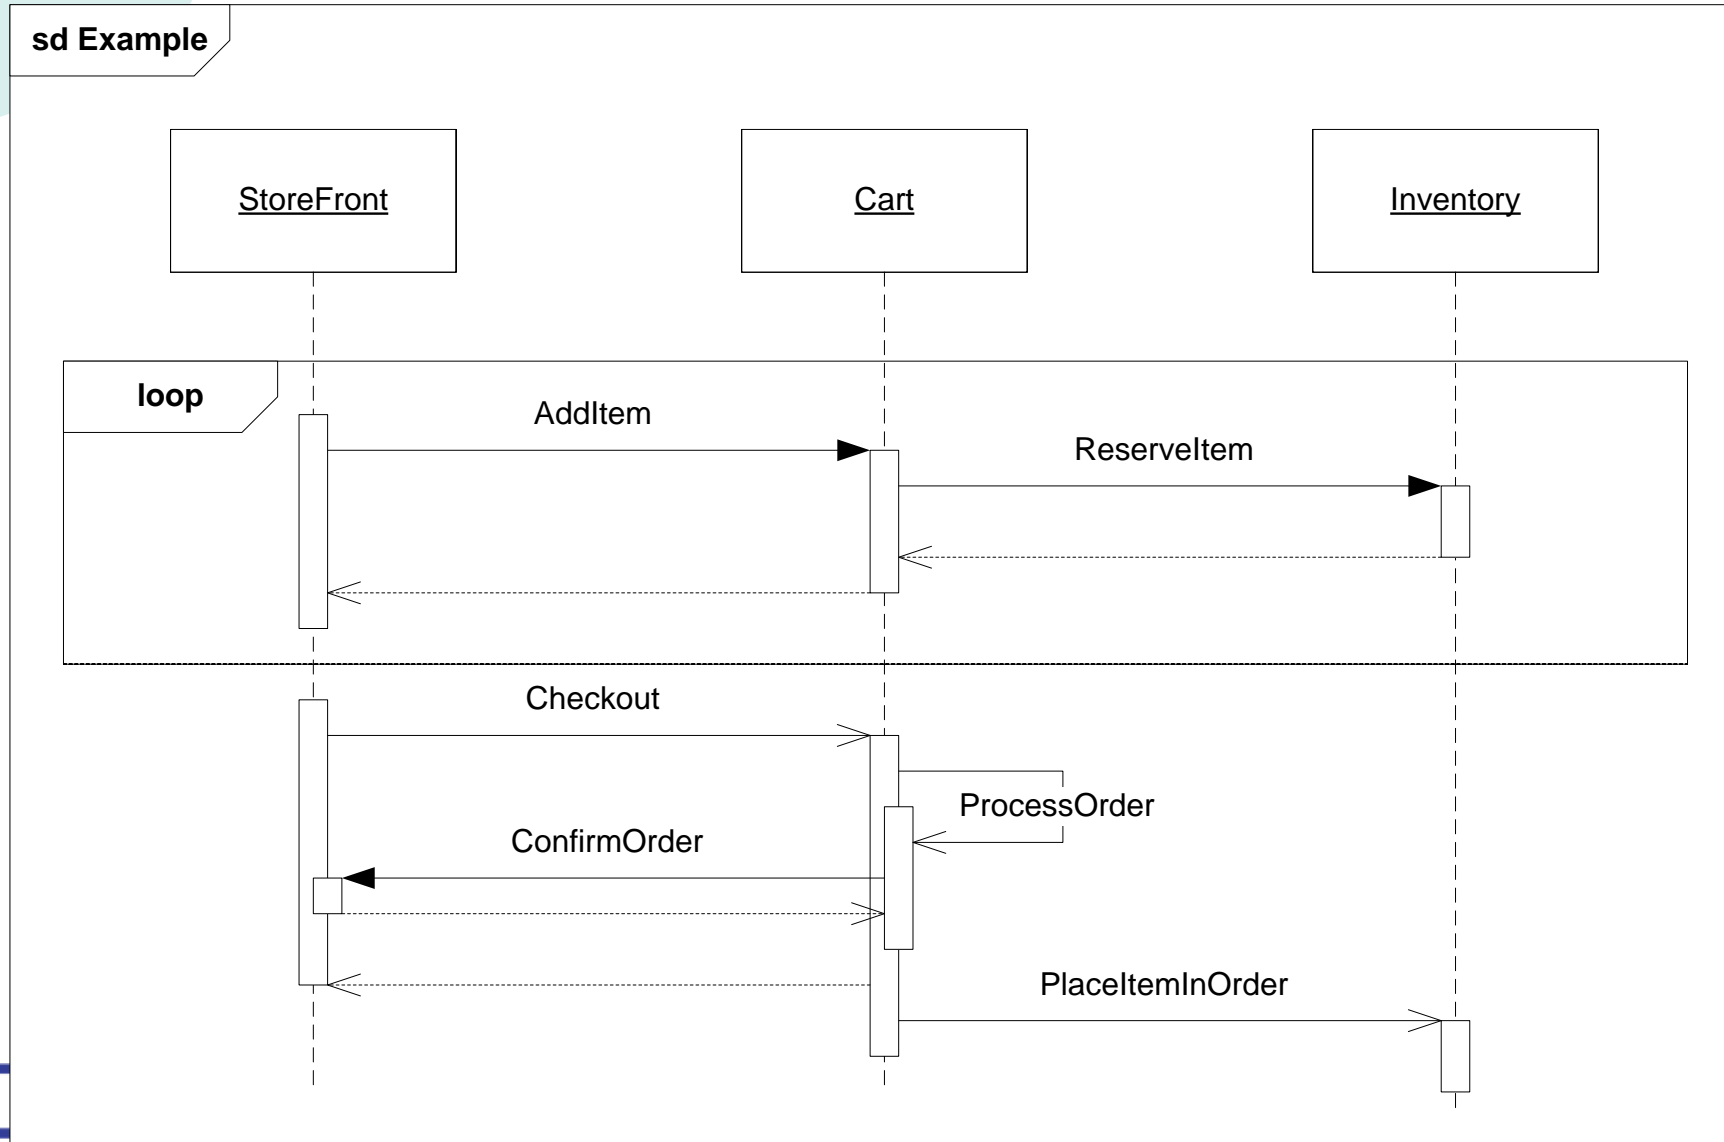 sd Example
StoreFront
Cart
Inventory
loop
AddItem
ReserveItem
Checkout
ProcessOrder
ConfirmOrder
PlaceItemInOrder